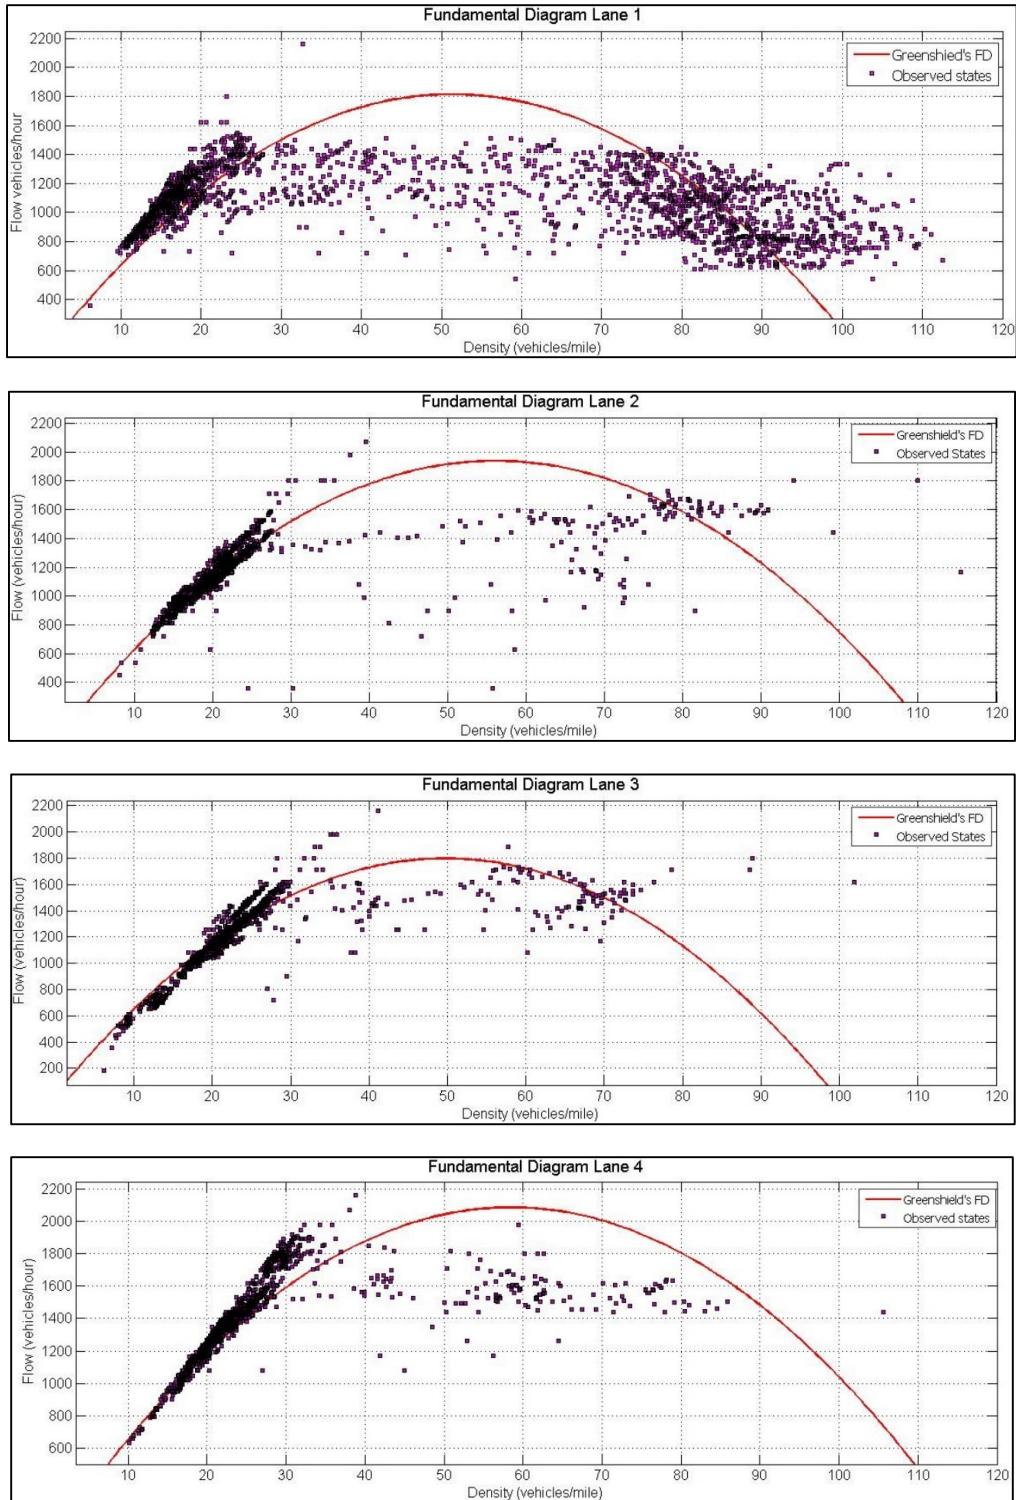 Fundamental Diagram Lane 1
2200
2000
1800
1600
1400
1200
1000
800
600
400
Flow vehicles/hour
Greenshied's FD
Observed states
10 20 30 40 50 60 70 80 90 100 110 120
Density (vehicles/mile)
Fundamental Diagram Lane 2
2200
2000
1800
1600
1400
1200
1000
800
600
400
Flow (vehicles/hour)
Greenshield's FD
Observed States
10 20 30 40 50 60 70 80 90 100 110 120
Density (vehicles/mile)
Fundamental Diagram Lane 3
2200
2000
1800
1600
1400
1200
1000
800
600
400
200
Flow (vehicles/hour)
Greenshield's FD
Observed States
10 20 30 40 50 60 70 80 90 100 110 120
Density (vehicles/mile)
Fundamental Diagram Lane 4
2200
2000
1800
1600
1400
1200
1000
800
600
Flow (vehicles/hour)
Greenshield's FD
Observed states
10 20 30 40 50 60 70 80 90 100 110 120
Density (vehicles/mile)